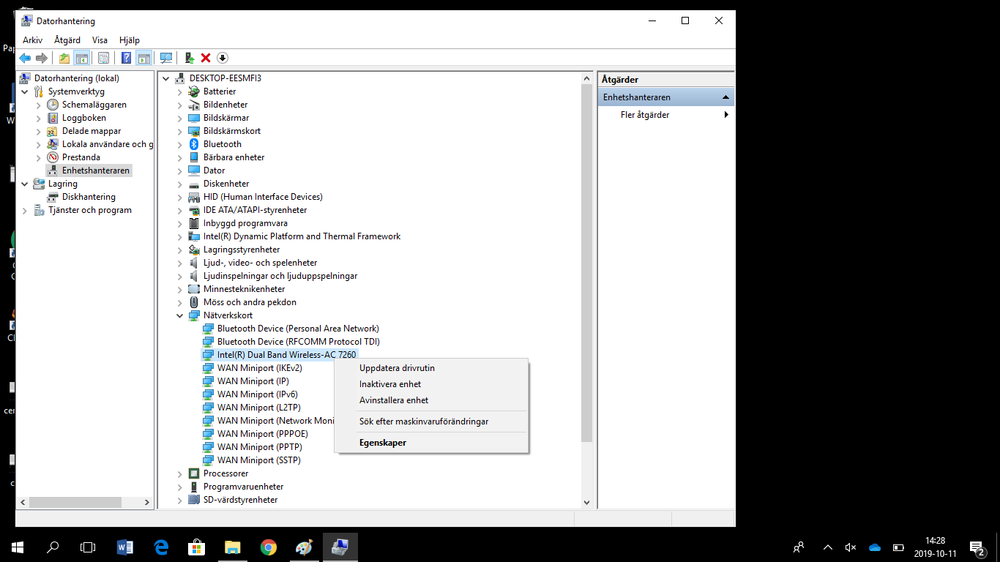 Datorhantering
Arkiv Åtgärd Visa Hjälp
Datorhantering (lokal)
Systemverktyg
Schemaläggaren
Loggboken
Delade mappar
Lokala användare och g
Prestanda
Enhetshanteraren
Lagring
Diskhantering
Tjänster och program
DESKTOP-EESMFI3
Batterier
Bildenheter
Bildskärmar
Bildskärmskort
Bluetooth
Bärbara enheter
Dator
Diskenheter
HID (Human Interface Devices)
IDE ATA/ATAPI-styrenheter
Inbyggd programvara
Intel(R) Dynamic Platform and Thermal Framework
Lagringsstyrenheter
Ljud-, video- och spelenheter
Ljudinspelningar och ljuduppspelningar
Minnesteknikenheter
Möss och andra pekdon
Nätverkskort
Bluetooth Device (Personal Area Network)
Bluetooth Device (RFCOMM Protocol TDI)
Intel(R) Dual Band Wireless-AC 7260
WAN Miniport (IKEv2)
WAN Miniport (IP)
WAN Miniport (IPv6)
WAN Miniport (L2TP)
WAN Miniport (Network Moni
WAN Miniport (PPPOE)
WAN Miniport (PPTP)
WAN Miniport (SSTP)
Processorer
Programvaruenheter
SD-värdstyrenheter
Uppdatera drivrutin
Inaktivera enhet
Avinstallera enhet
Sök efter maskinvaruförändringar
Egenskaper
Åtgärder
Enhetshanteraren
Fler åtgärder
Pap
cer
14:28
2019-10-11
2